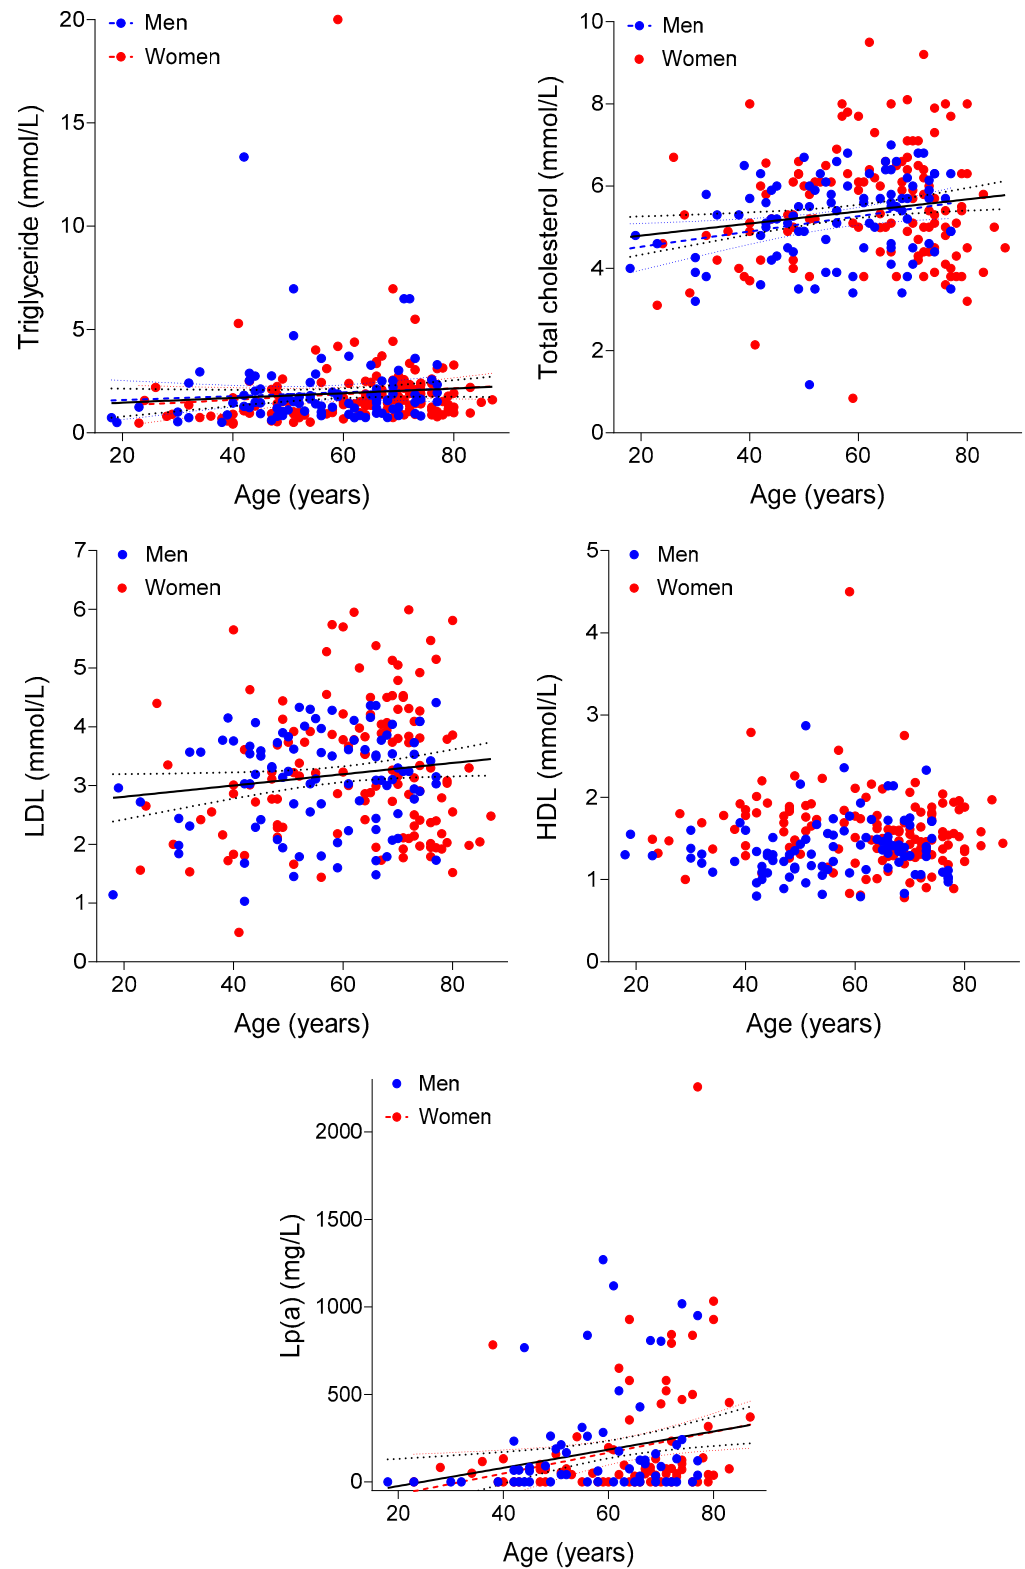 Men
Women
20
15
10
5
0
Triglyceride (mmol/L)
20 40 60 80
Age (years)
Men
Women
10
8
6
4
2
0
Total cholesterol (mmol/L)
20 40 60 80
Age (years)
Men
Women
7
6
5
4
3
2
1
0
LDL (mmol/L)
20 40 60 80
Age (years)
Men
Women
5
4
3
2
1
0
HDL (mmol/L)
20 40 60 80
Age (years)
Men
Women
2000
1500
1000
500
0
Lp(a) (mg/L)
20 40 60 80
Age (years)